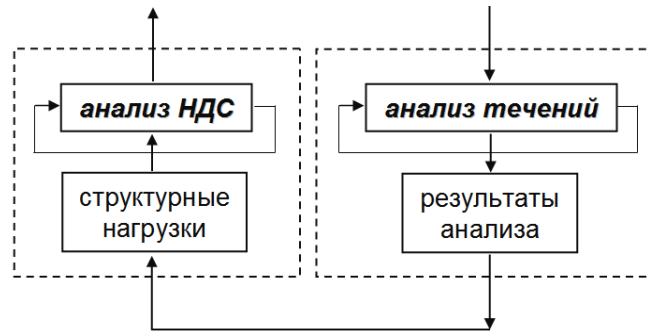 анализ НДС
структурные
нагрузки
анализ течений
результаты
анализа